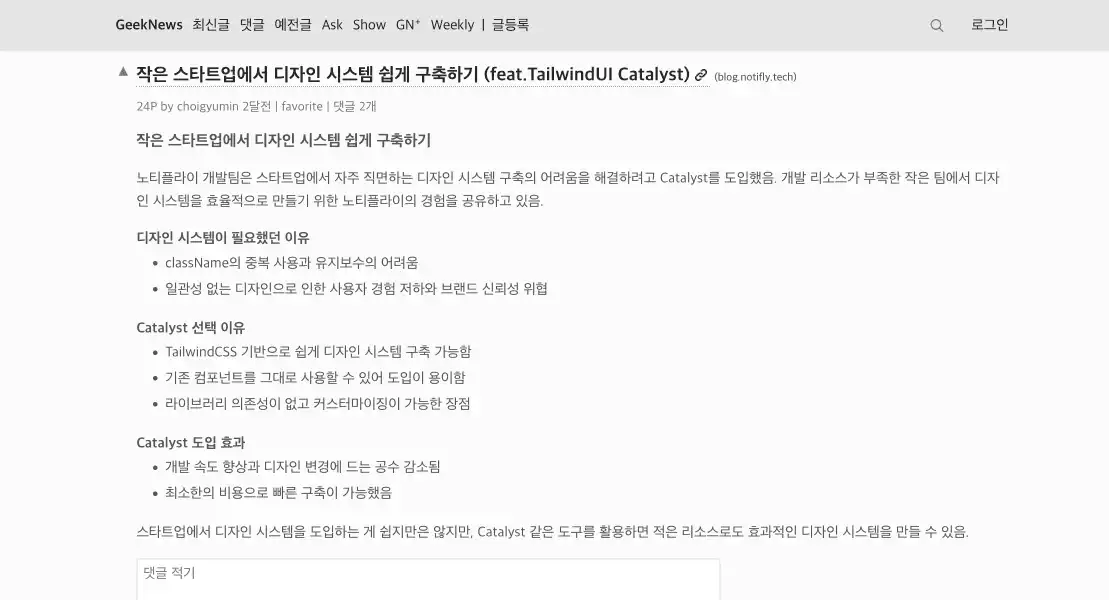 GeekNews 최신글 댓글 예전글 Ask Show GN⁺ Weekly | 글등록 로그인
▲ 작은 스타트업에서 디자인 시스템 쉽게 구축하기 (feat.TailwindUI Catalyst) (blog.notifly.tech)
24P by choigyumin 2달전 | favorite | 댓글 2개
작은 스타트업에서 디자인 시스템 쉽게 구축하기
노티플라이 개발팀은 스타트업에서 자주 직면하는 디자인 시스템 구축의 어려움을 해결하려고 Catalyst를 도입했음. 개발 리소스가 부족한 작은 팀에서 디자
인 시스템을 효율적으로 만들기 위한 노티플라이의 경험을 공유하고 있음.
디자인 시스템이 필요했던 이유
• className의 중복 사용과 유지보수의 어려움
• 일관성 없는 디자인으로 인한 사용자 경험 저하와 브랜드 신뢰성 위협
Catalyst 선택 이유
• TailwindCSS 기반으로 쉽게 디자인 시스템 구축 가능함
• 기존 컴포넌트를 그대로 사용할 수 있어 도입이 용이함
• 라이브러리 의존성이 없고 커스터마이징이 가능한 장점
Catalyst 도입 효과
• 개발 속도 향상과 디자인 변경에 드는 공수 감소됨
• 최소한의 비용으로 빠른 구축이 가능했음
스타트업에서 디자인 시스템을 도입하는 게 쉽지만은 않지만, Catalyst 같은 도구를 활용하면 적은 리소스로도 효과적인 디자인 시스템을 만들 수 있음.
댓글 적기